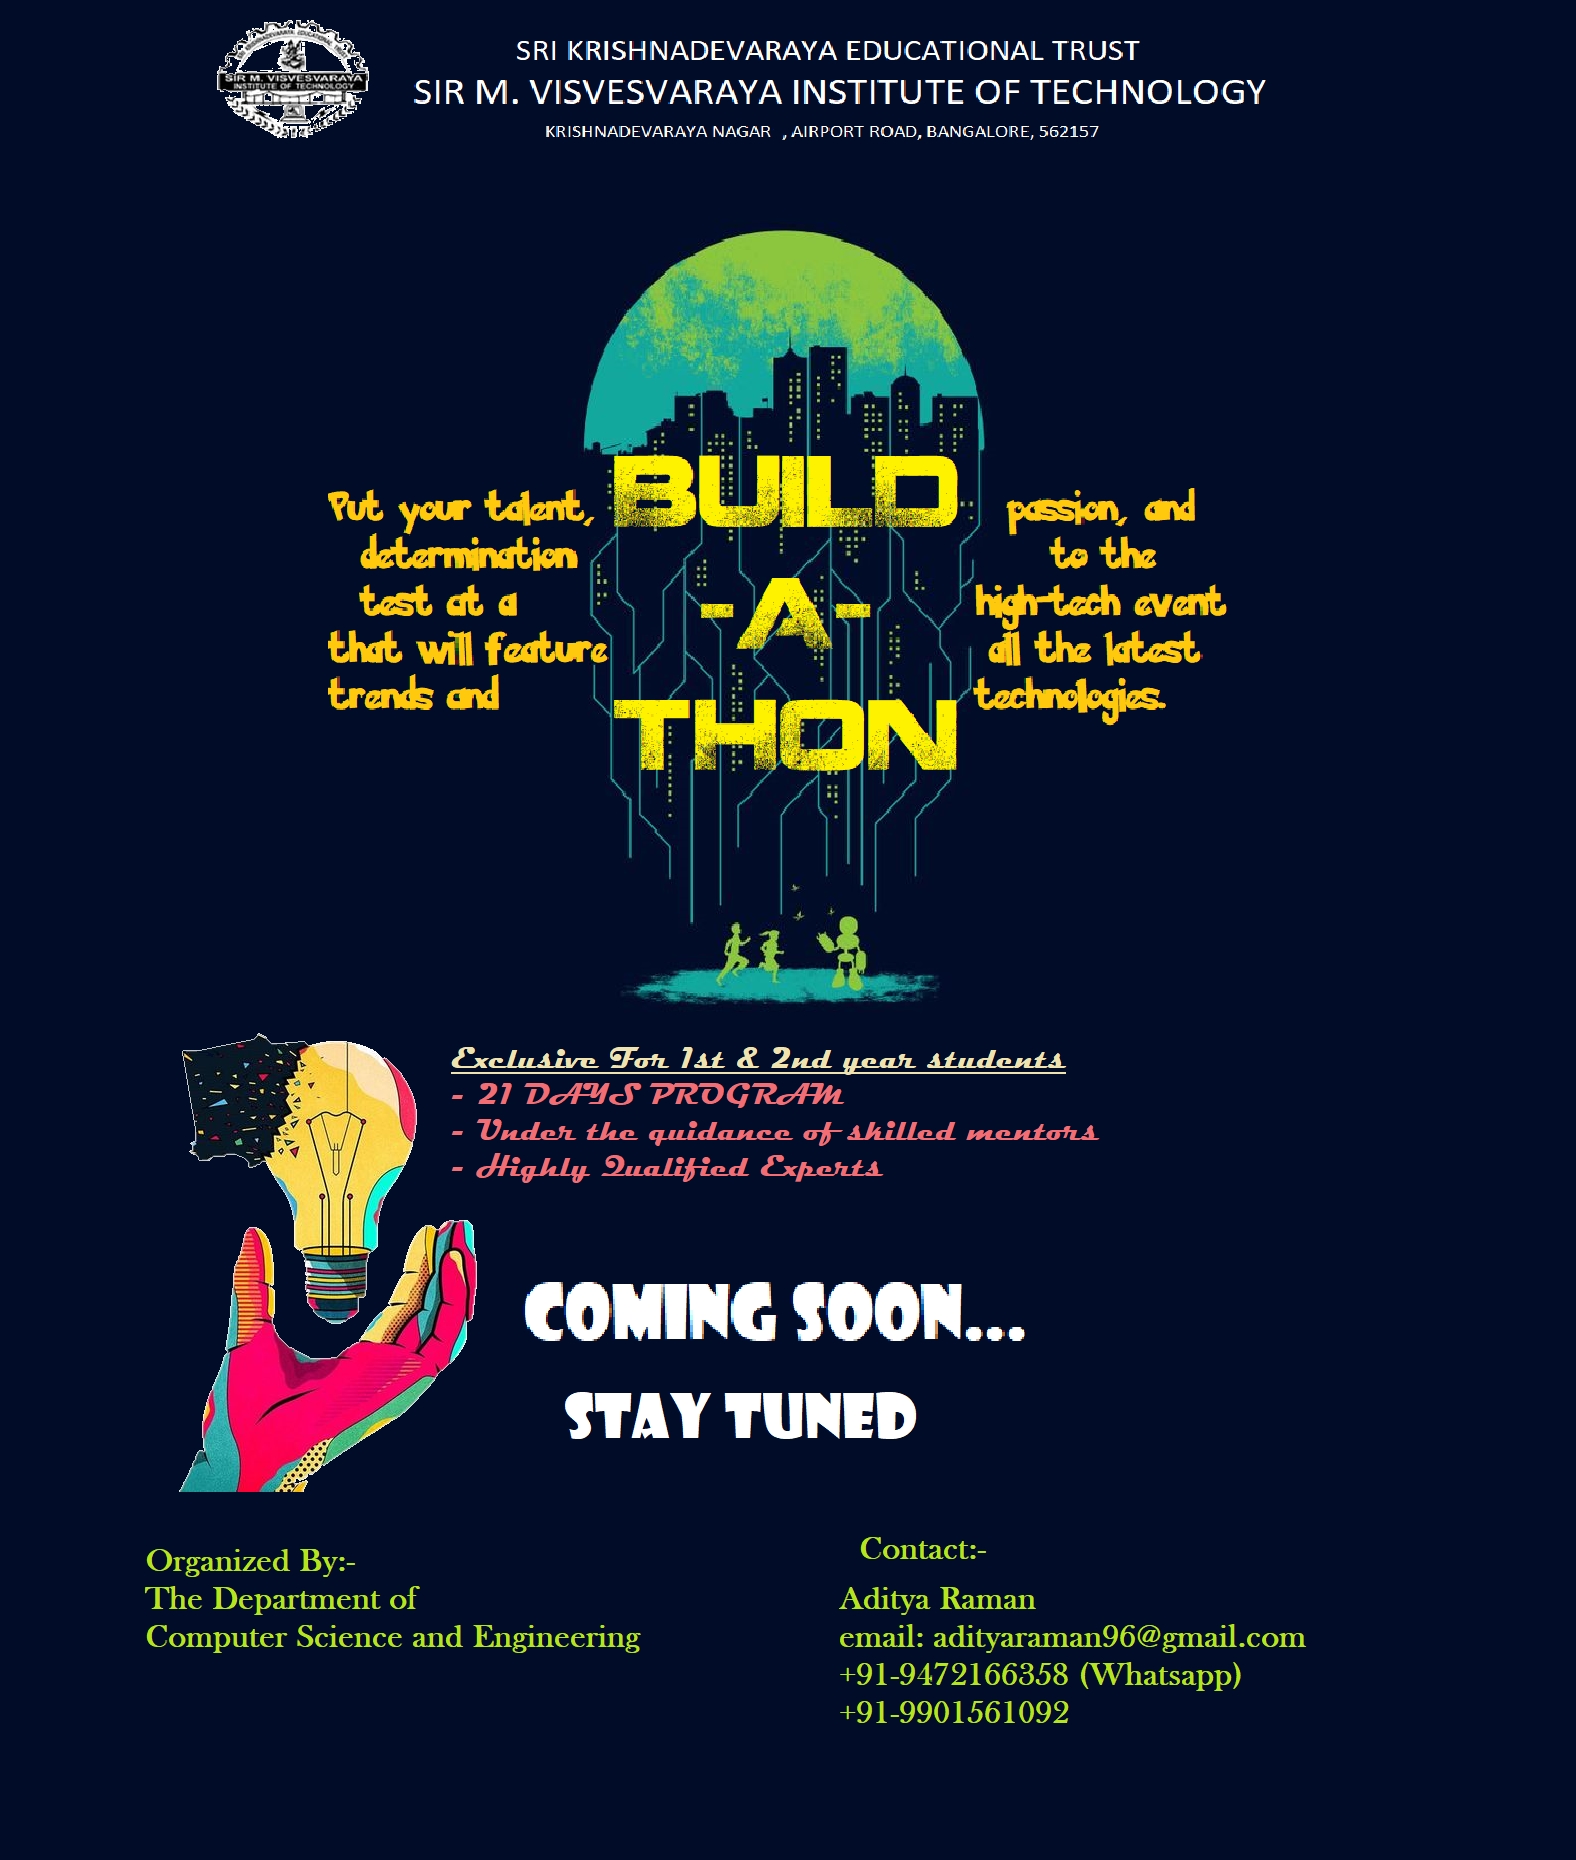 SRI KRISHNADEVARAYA EDUCATIONAL TRUST
SIR M. VISVESVARAYA INSTITUTE OF TECHNOLOGY
KRISHNADEVARAYA NAGAR , AIRPORT ROAD, BANGALORE, 562157
SIR M. VISVESVARAYA
INSTITUTE OF TECHNOLOGY
BUILD
-A-
THON
Put your talent, passion, and
determination to the
test at a high-tech event
that will feature all the latest
trends and technologies.
Exclusive For 1st & 2nd year students
- 21 DAYS PROGRAM
- Under the guidance of skilled mentors
- Highly Qualified Experts
COMING SOON...
STAY TUNED
Organized By:-
The Department of
Computer Science and Engineering
Contact:-
Aditya Raman
email: adityaraman96@gmail.com
+91-9472166358 (Whatsapp)
+91-9901561092